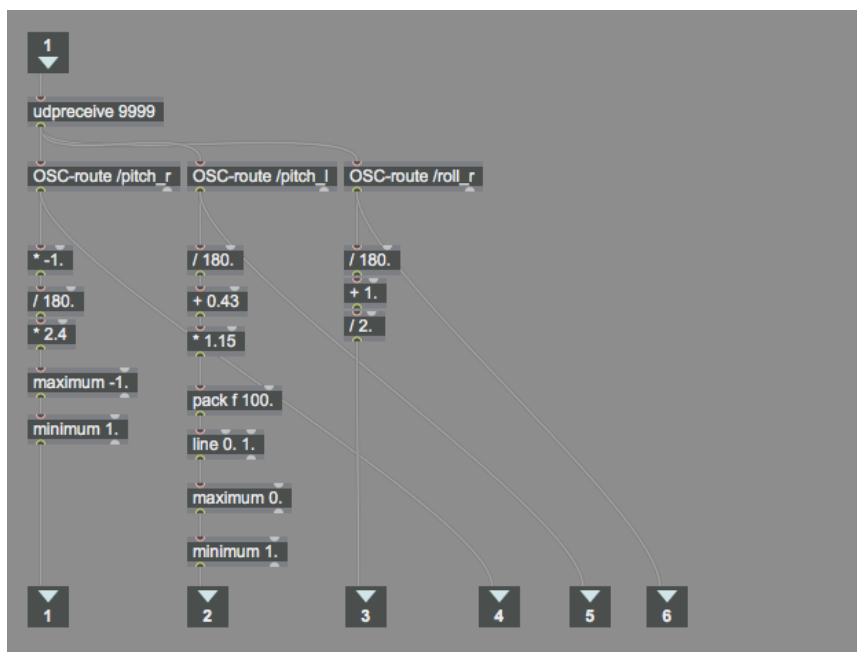 1
udpreceive 9999
OSC-route /pitch_r OSC-route /pitch_l OSC-route /roll_r
* -1. / 180. / 180.
/ 180. + 0.43 + 1.
* 2.4 * 1.15 / 2.
maximum -1. pack f 100.
minimum 1. line 0. 1.
maximum 0.
minimum 1.
1 2 3 4 5 6